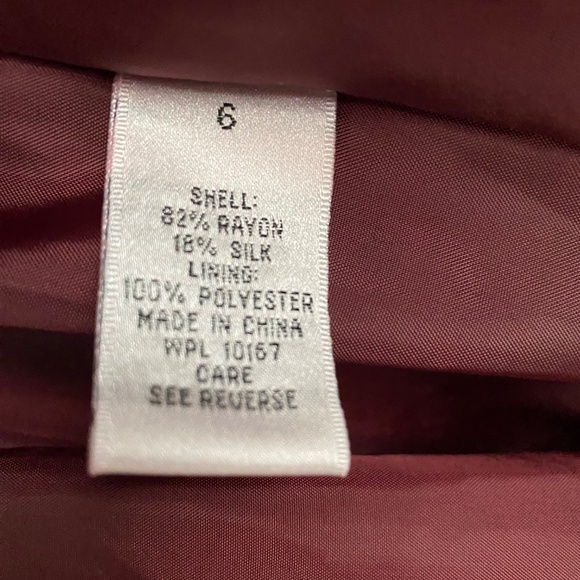 6
SHELL:
82% RAYON
18% SILK
LINING:
100% POLYESTER
MADE IN CHINA
WPL 10167
CARE
SEE REVERSE